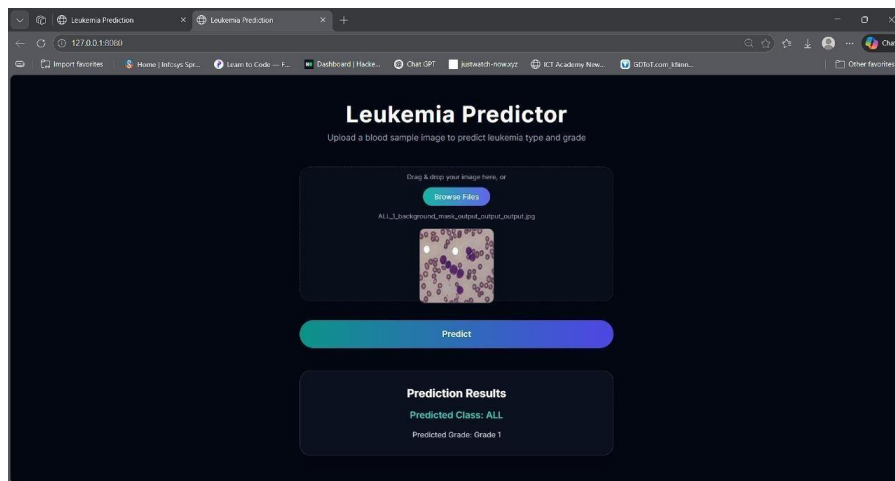 Leukemia Prediction
Leukemia Prediction
127.0.0.1:8080
Chat
Import favorites
Home | Infosys Spr...
Learn to Code — F...
Dashboard | Hacke...
Chat GPT
justwatch-now.xyz
ICT Academy New...
Other favorites
Leukemia Predictor
Upload a blood sample image to predict leukemia type and grade
Drag & drop your image here, or
Browse Files
ALL_1_background_mask_output_output_output.jpg
Predict
Prediction Results
Predicted Class: ALL
Predicted Grade: Grade 1